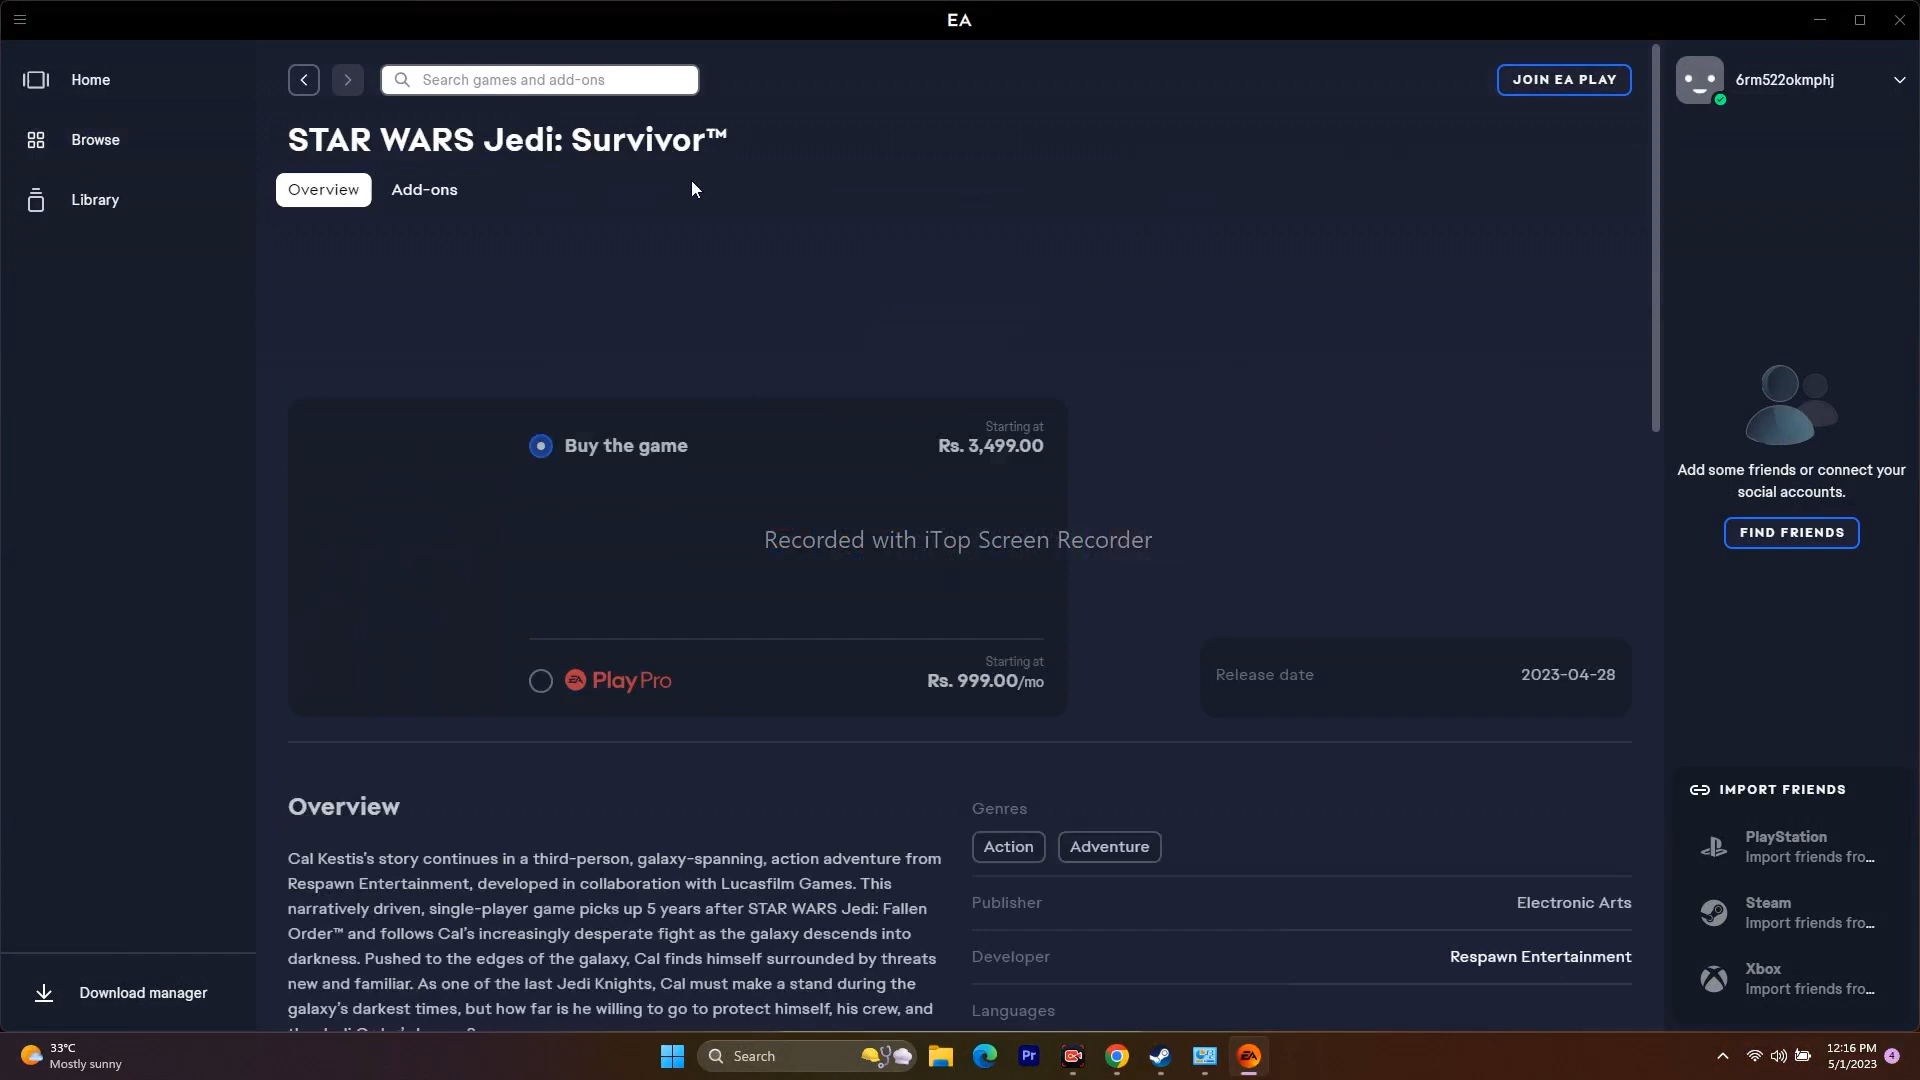 EA
Home
Browse
Library
Search games and add-ons
JOIN EA PLAY
6rm522okmphj
STAR WARS Jedi: Survivor™
Overview
Add-ons
Buy the game
Starting at
Rs. 3,499.00
Recorded with iTop Screen Recorder
EA Play Pro
Starting at
Rs. 999.00/mo
Release date
2023-04-28
Overview
Cal Kestis's story continues in a third-person, galaxy-spanning, action adventure from
Respawn Entertainment, developed in collaboration with Lucasfilm Games. This
narratively driven, single-player game picks up 5 years after STAR WARS Jedi: Fallen
Order™ and follows Cal's increasingly desperate fight as the galaxy descends into
darkness. Pushed to the edges of the galaxy, Cal finds himself surrounded by threats
new and familiar. As one of the last Jedi Knights, Cal must make a stand during the
galaxy's darkest times, but how far is he willing to go to protect himself, his crew, and
Genres
Action
Adventure
Publisher
Electronic Arts
Developer
Respawn Entertainment
Languages
Add some friends or connect your
social accounts.
FIND FRIENDS
IMPORT FRIENDS
PlayStation
Import friends fro...
Steam
Import friends fro...
Xbox
Import friends fro...
Download manager
33°C
Mostly sunny
Search
Pr
EA
12:16 PM
5/1/2023
4